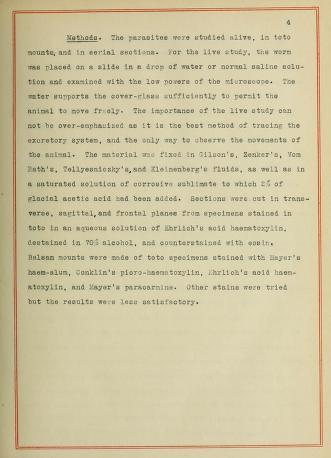 4
Methods. The parasites were studied alive, in toto
mounts, and in serial sections. For the live study, the worm
was placed on a slide in a drop of water or normal saline solu-
tion and examined with the low powers of the microscope. The
water supports the cover-glass sufficiently to permit the
animal to move freely. The importance of the live study can
not be over-emphasized as it is the best method of tracing the
excretory system, and the only way to observe the movements of
the animal. The material was fixed in Gilson's, Zenker's, Vom
Rath's, Tellyesniczky's, and Kleinenberg's fluids, as well as in
a saturated solution of corrosive sublimate to which 2% of
glacial acetic acid had been added. Sections were cut in trans-
verse, sagittal, and frontal planes from specimens stained in
toto in an aqueous solution of Ehrlich's acid haematoxylin,
destained in 70% alcohol, and counterstained with eosin.
Balsam mounts were made of toto specimens stained with Mayer's
haem-alum, Conklin's picro-haematoxylin, Ehrlich's acid haem-
atoxylin, and Mayer's paracarmine. Other stains were tried
but the results were less satisfactory.